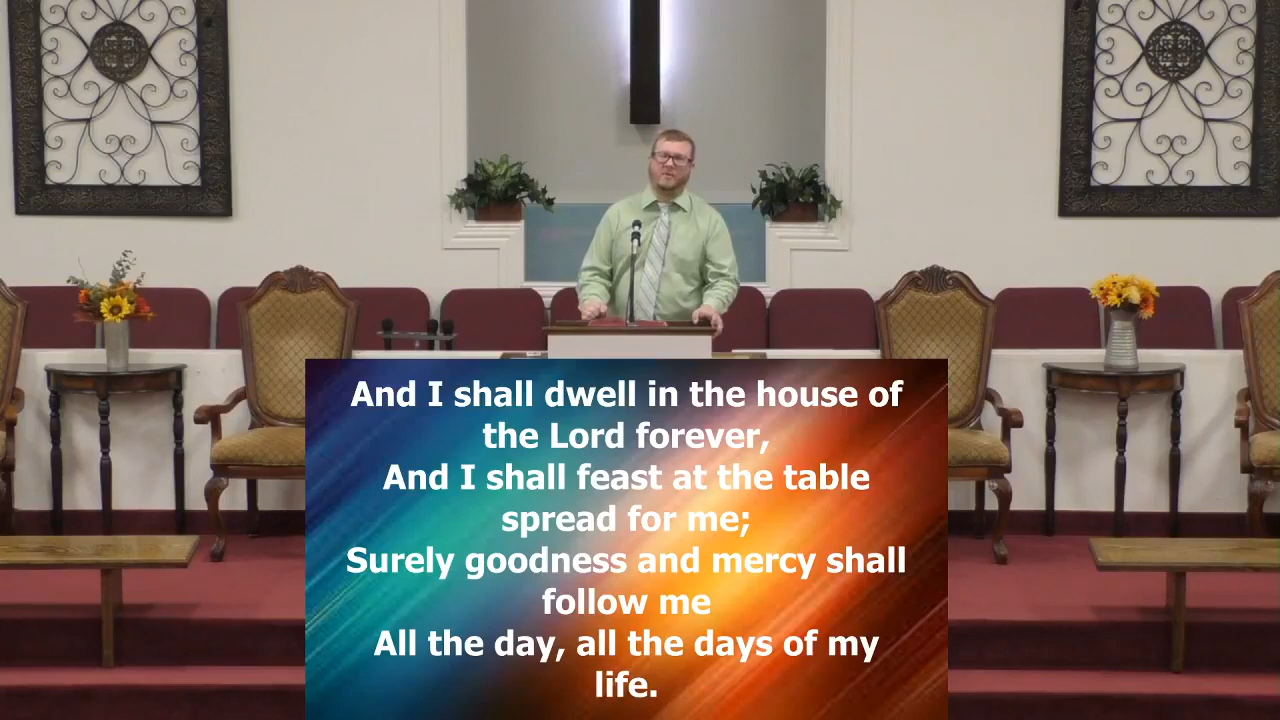 And I shall dwell in the house of
the Lord forever,
And I shall feast at the table
spread for me;
Surely goodness and mercy shall
follow me
All the day, all the days of my
life.